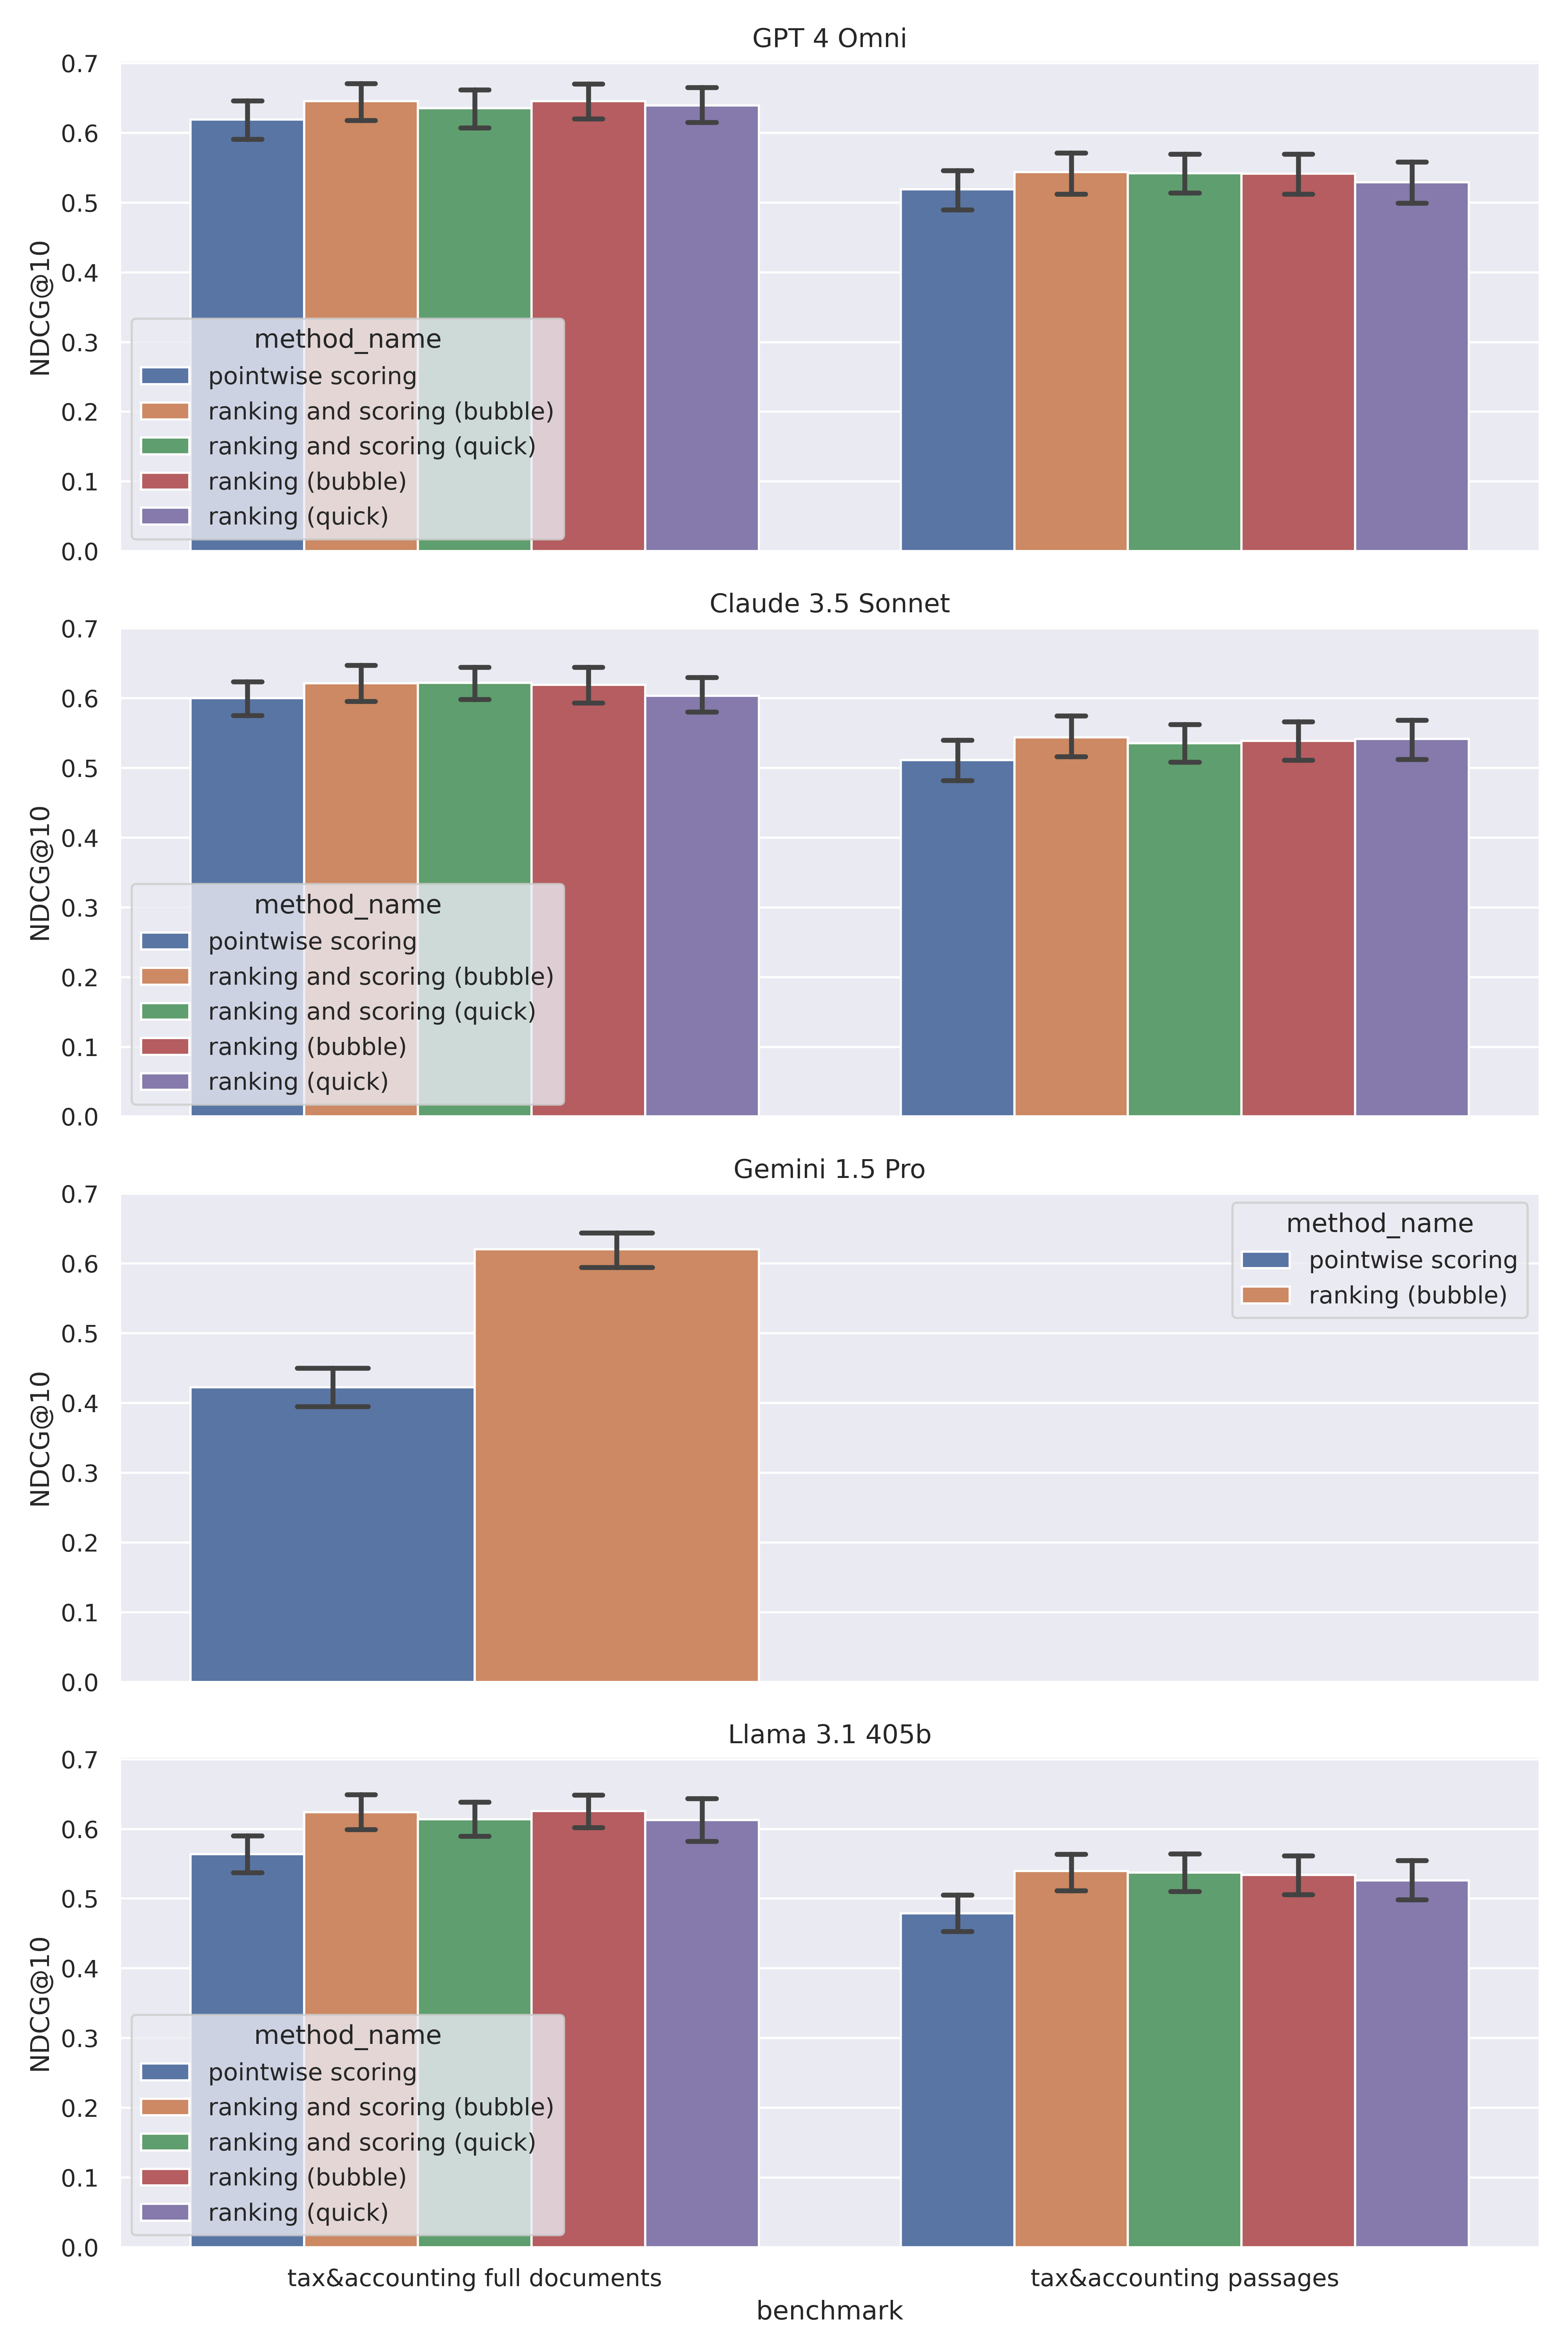 GPT 4 Omni
0.7
0.6
0.5
0.4
0.3
0.2
0.1
0.0
NDCG@10
method_name
pointwise scoring
ranking and scoring (bubble)
ranking and scoring (quick)
ranking (bubble)
ranking (quick)
Claude 3.5 Sonnet
0.7
0.6
0.5
0.4
0.3
0.2
0.1
0.0
NDCG@10
method_name
pointwise scoring
ranking and scoring (bubble)
ranking and scoring (quick)
ranking (bubble)
ranking (quick)
Gemini 1.5 Pro
0.7
0.6
0.5
0.4
0.3
0.2
0.1
0.0
NDCG@10
method_name
pointwise scoring
ranking (bubble)
Llama 3.1 405b
0.7
0.6
0.5
0.4
0.3
0.2
0.1
0.0
NDCG@10
method_name
pointwise scoring
ranking and scoring (bubble)
ranking and scoring (quick)
ranking (bubble)
ranking (quick)
tax&accounting full documents
tax&accounting passages
benchmark